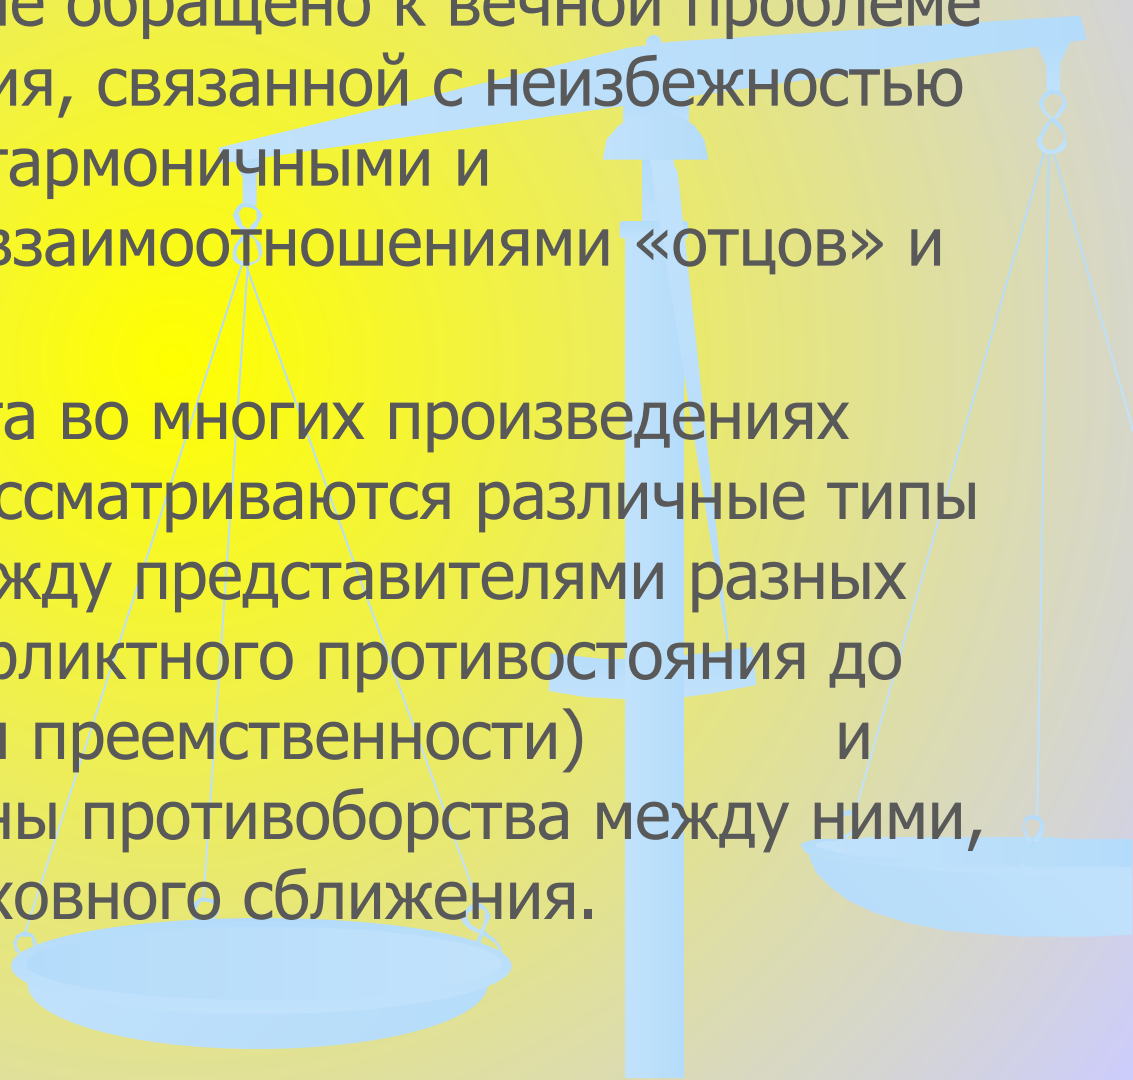 е обращено к вечной проблеме
ия, связанной с неизбежностью
гармоничными и
взаимоотношениями «отцов» и
та во многих произведениях
ссматриваются различные типы
жду представителями разных
фликтного противостояния до
и преемственности) и
ны противоборства между ними,
ховного сближения.